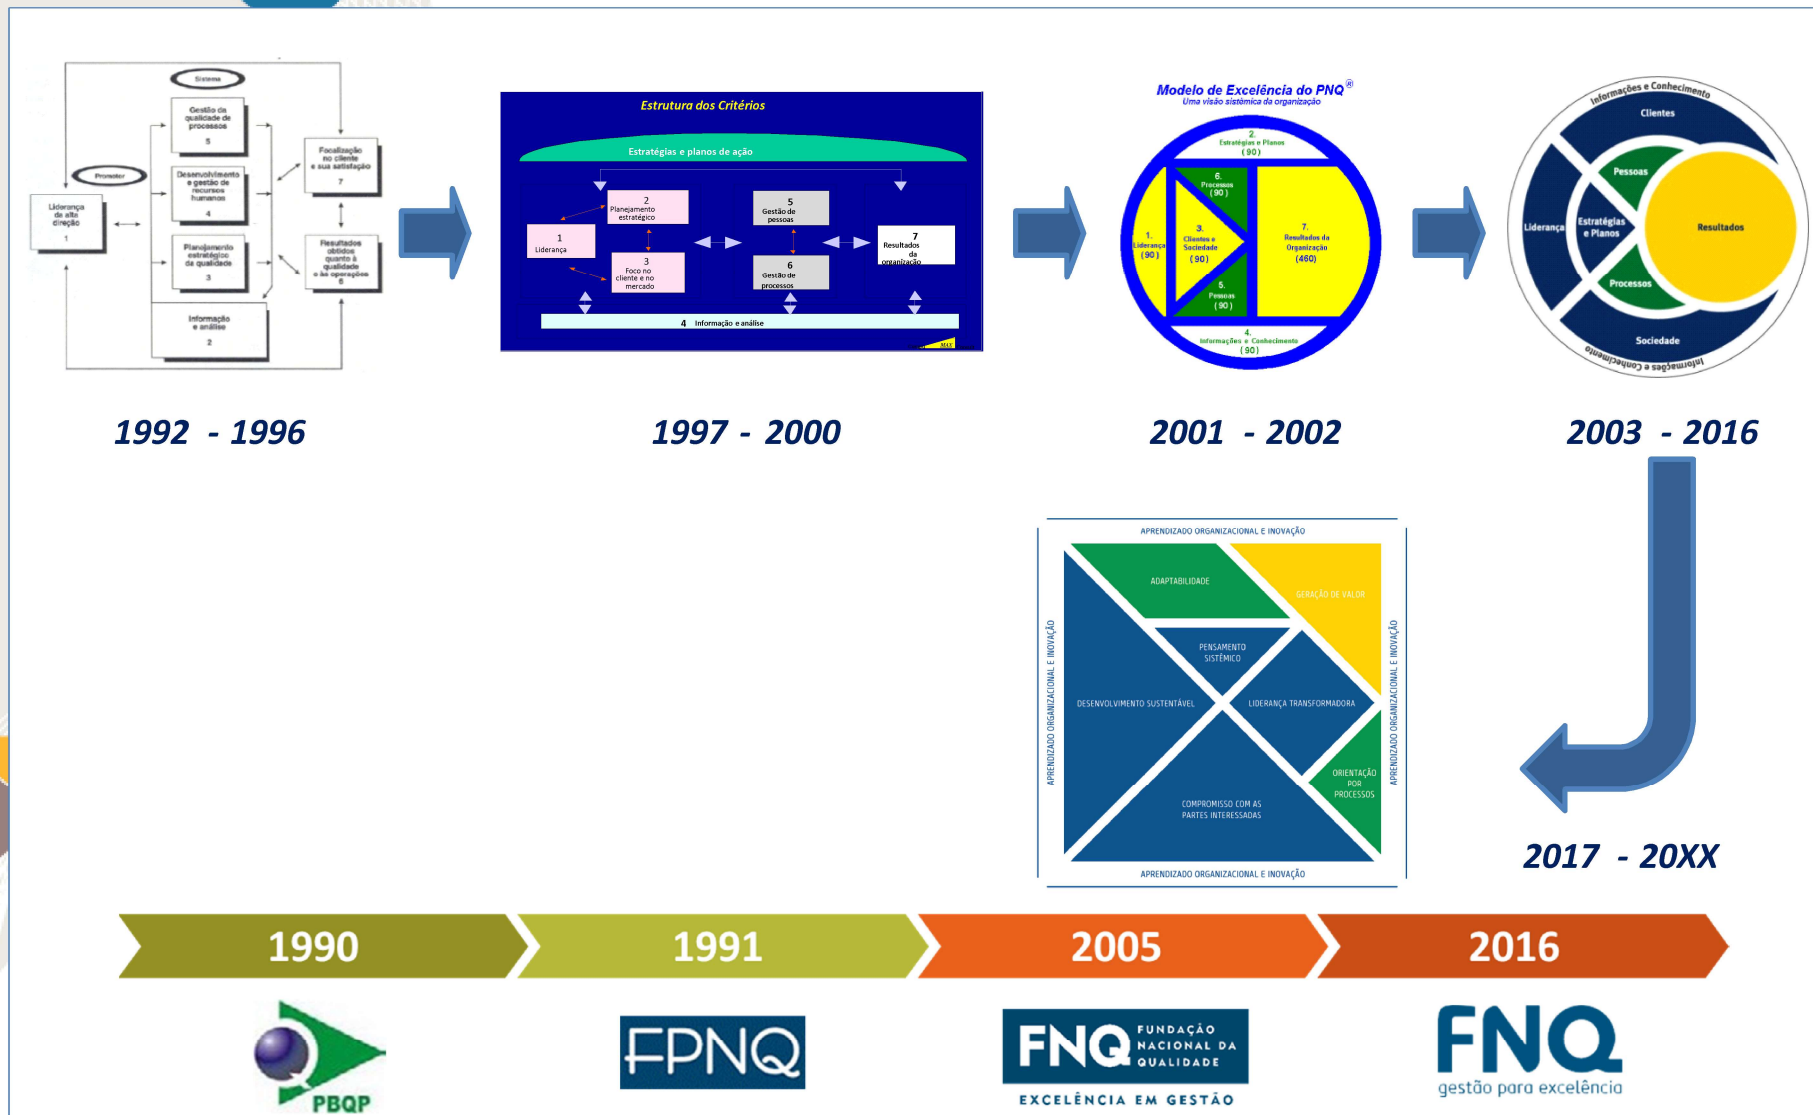 Sistema
Gestão da
qualidade de
processos
5
Promotor
Desenvolvimento
e gestão de
recursos
humanos
4
Liderança
da alta
direção
1
Planejamento
estratégico
da qualidade
3
Informação
e análise
2
Focalização
no cliente
e sua satisfação
7
Resultados
obtidos
quanto à
qualidade
e às operações
6
1992 - 1996
Estrutura dos Critérios
Estratégias e planos de ação
2
Planejamento
estratégico
1
Liderança
3
Foco no
cliente e no
mercado
5
Gestão de
pessoas
6
Gestão de
processos
7
Resultados
da
organização
4 Informação e análise
MAX
1997 - 2000
Modelo de Excelência do PNQ®
Uma visão sistêmica da organização
2.
Estratégias e Planos
(90)
6.
Processos
(90)
1.
Liderança
(90)
3.
Clientes e
Sociedade
(90)
7.
Resultados da
Organização
(460)
5.
Pessoas
(90)
4.
Informações e Conhecimento
(90)
2001 - 2002
Informações e Conhecimento
Clientes
Pessoas
Liderança
Estratégias
e Planos
Resultados
Processos
Sociedade
Informações e Conhecimento
2003 - 2016
APRENDIZADO ORGANIZACIONAL E INOVAÇÃO
ADAPTABILIDADE
GERAÇÃO DE VALOR
PENSAMENTO
SISTÊMICO
DESENVOLVIMENTO SUSTENTÁVEL
LIDERANÇA TRANSFORMADORA
ORIENTAÇÃO
POR
PROCESSOS
COMPROMISSO COM AS
PARTES INTERESSADAS
APRENDIZADO ORGANIZACIONAL E INOVAÇÃO
APRENDIZADO ORGANIZACIONAL E INOVAÇÃO
APRENDIZADO ORGANIZACIONAL E INOVAÇÃO
2017 - 20XX
1990
1991
2005
2016
PBQP
FPNQ
FNQ
FUNDAÇÃO
NACIONAL DA
QUALIDADE
EXCELÊNCIA EM GESTÃO
FNQ
gestão para excelência